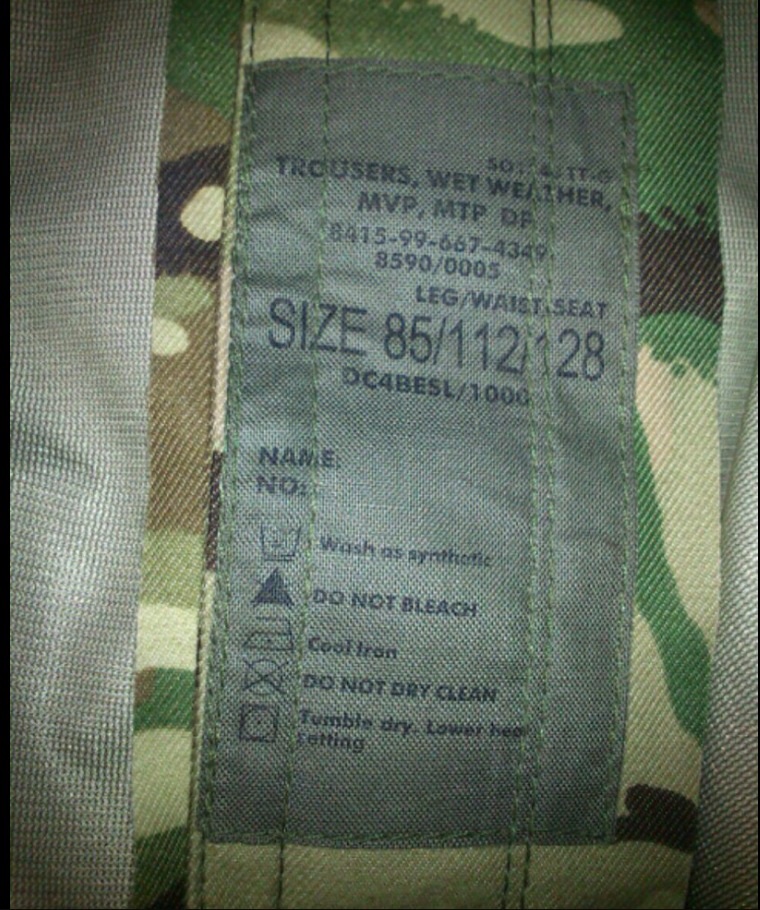 TROUSERS, WET WEATHER,
MVP, MTP DP
8415-99-667-4349
8590/0005
LEG/WAIST/SEAT
SIZE 85/112/128
DC4BESL/1000
NAME:
NO:
Wash as synthetic
DO NOT BLEACH
Cool Iron
DO NOT DRY CLEAN
Tumble dry. Lower heat
setting